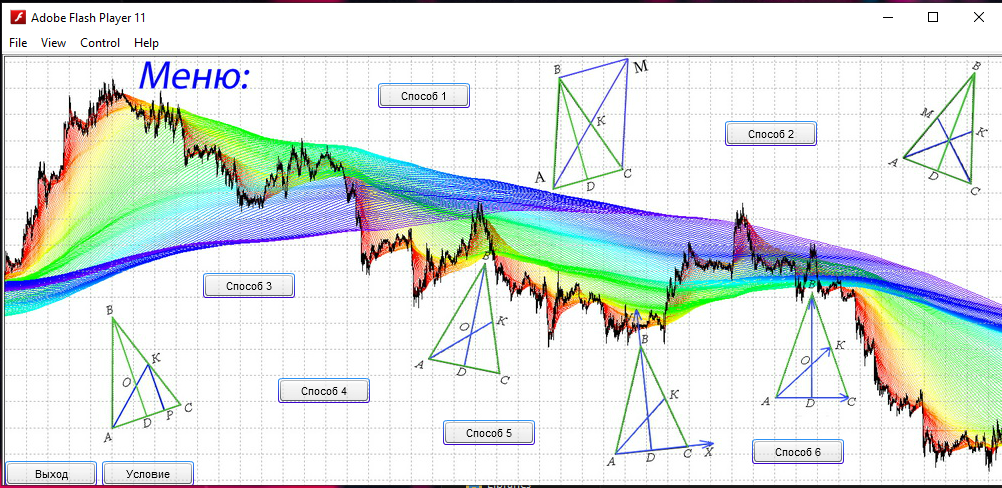 Adobe Flash Player 11
File View Control Help
Меню:
Способ 1
B M K A D C
Способ 2
B M K A D C
Способ 3
B K O A D P C
Способ 4
B O K A D C
Способ 5
B K A D C X
Способ 6
B K O A D C
Выход
Условие